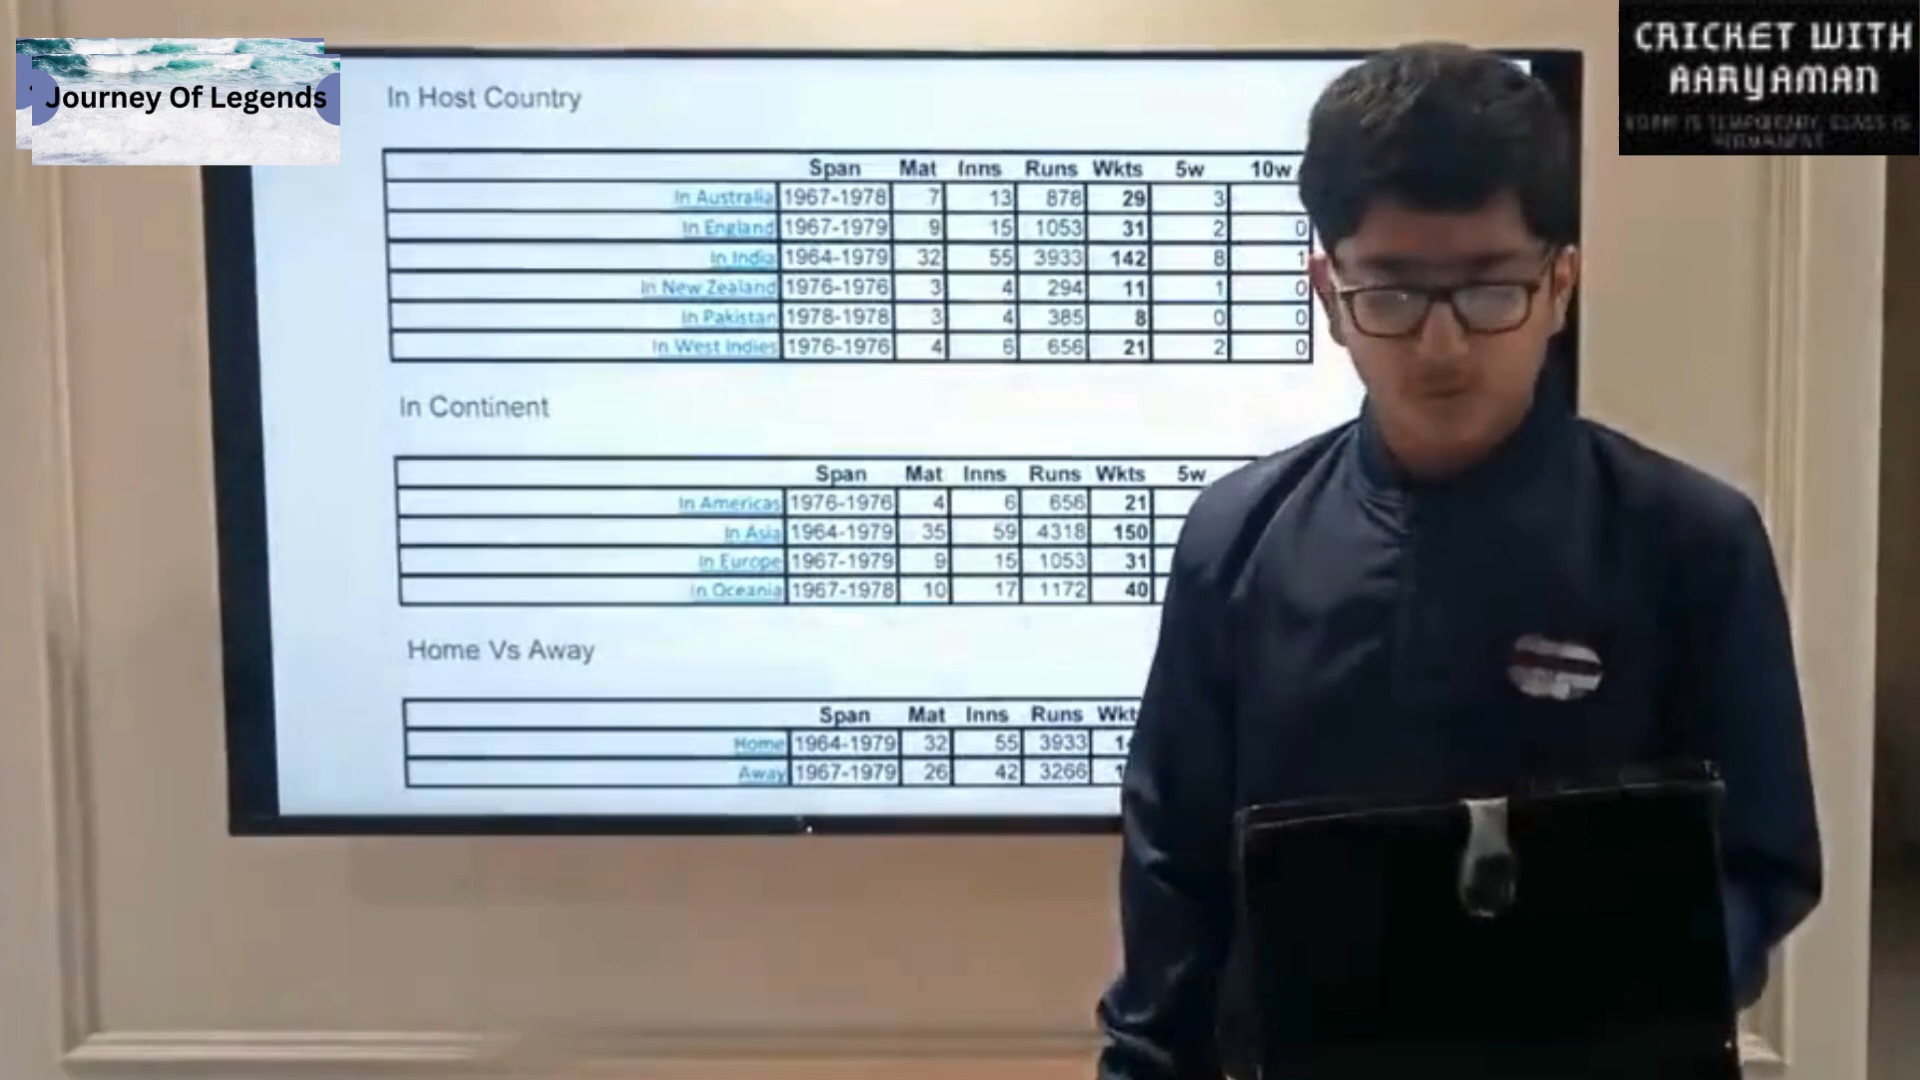 Journey Of Legends
CRICKET WITH
AARYAMAN
FORM IS TEMPORARY, CLASS IS
PERMANENT
In Host Country
Span Mat Inns Runs Wkts 5w 10w
In Australia 1967-1978 7 13 878 29 3
In England 1967-1979 9 15 1053 31 2 0
In India 1964-1979 32 55 3933 142 8 1
In New Zealand 1976-1976 3 4 294 11 1 0
In Pakistan 1978-1978 3 4 385 8 0 0
In West Indies 1976-1976 4 6 656 21 2 0
In Continent
Span Mat Inns Runs Wkts 5w
In Americas 1976-1976 4 6 656 21
In Asia 1964-1979 35 59 4318 150
In Europe 1967-1979 9 15 1053 31
In Oceania 1967-1978 10 17 1172 40
Home Vs Away
Span Mat Inns Runs Wkt
Home 1964-1979 32 55 3933
Away 1967-1979 26 42 3266